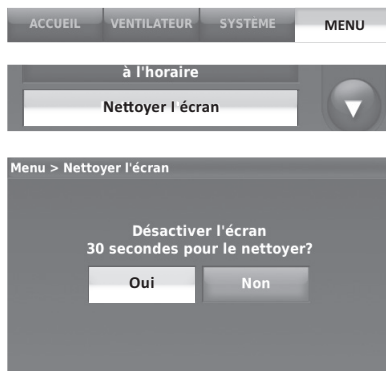 ACCUEIL VENTILATEUR SYSTÈME MENU
à l'horaire
Nettoyer l écran
Menu > Nettoyer l'écran
Désactiver l'écran
30 secondes pour le nettoyer?
Oui Non